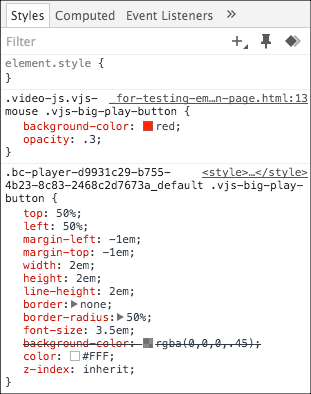 Styles Computed Event Listeners »
Filter
element.style {
}
.video-js.vjs- _for-testing-em…n-page.html:13
mouse .vjs-big-play-button {
background-color: red;
opacity: .3;
}
.bc-player-d9931c29-b755- <style>…</style>
4b23-8c83-2468c2d7673a_default .vjs-big-play-
button {
top: 50%;
left: 50%;
margin-left: -1em;
margin-top: -1em;
width: 2em;
height: 2em;
line-height: 2em;
border: none;
border-radius: 50%;
font-size: 3.5em;
background-color: rgba(0,0,0,.45);
color: #FFF;
z-index: inherit;
}